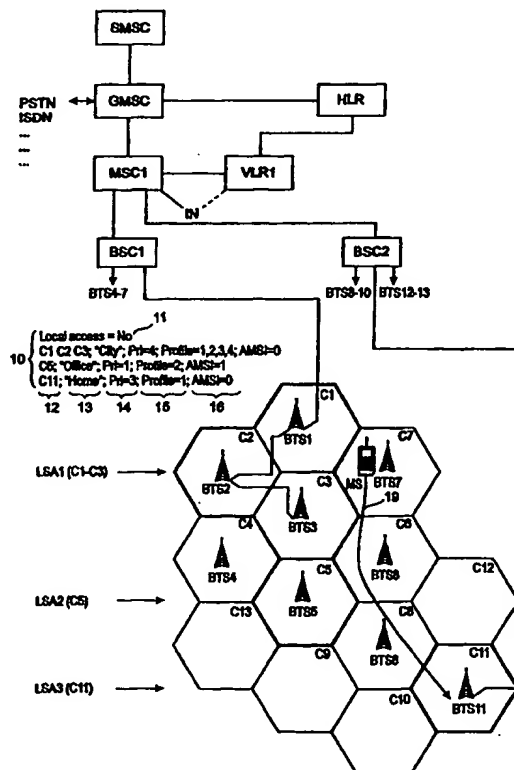 SMSC
GMSC
HLR
PSTN
ISDN
...
...
MSC1
VLR1
IN
BSC1
BSC2
BTS4-7
BTS8-10
BTS12-13
11
10
Local access = No
C1 C2 C3; "City"; Pri=4; Profile=1,2,3,4; AMSI=0
C5; "Office"; Pri=1; Profile=2; AMSI=1
C11; "Home"; Pri=3; Profile=1; AMSI=0
12 13 14 15 16
C1
BTS1
C2
C7
BTS2
MS
BTS7
LSA1 (C1-C3)
C3
19
BTS3
C4
C6
BTS4
BTS6
C12
C5
LSA2 (C5)
C13
BTS5
C8
C9
BTS8
C11
LSA3 (C11)
C10
BTS11